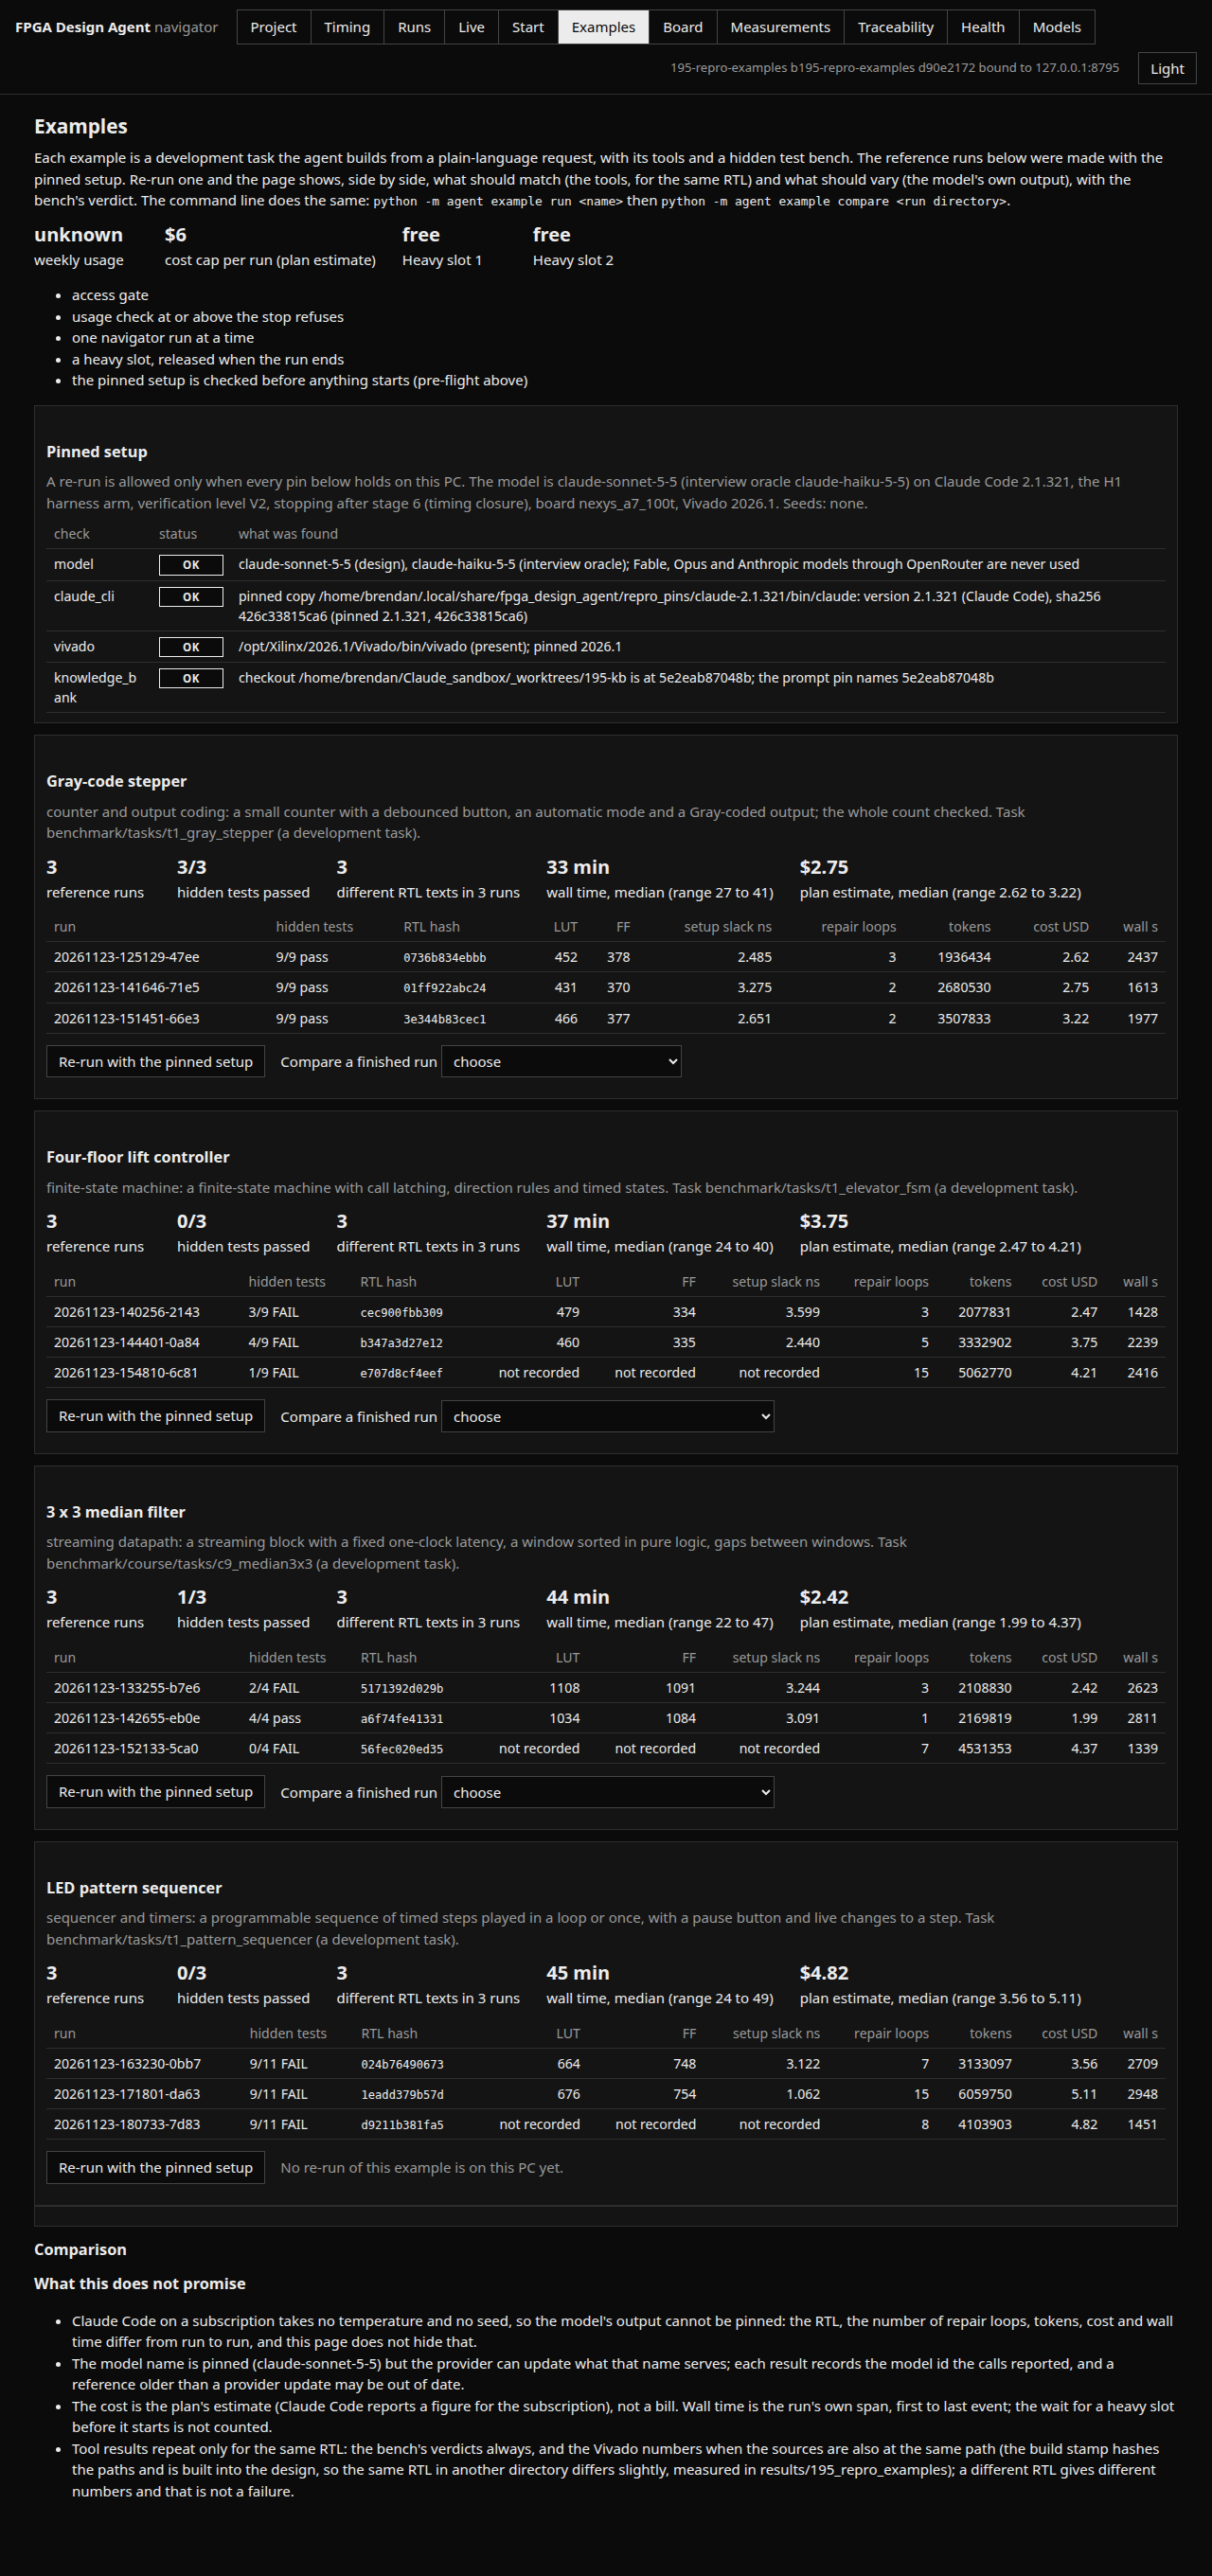 FPGA Design Agent navigator
Project Timing Runs Live Start Examples Board Measurements Traceability Health Models
195-repro-examples b195-repro-examples d90e2172 bound to 127.0.0.1:8795 Light
Examples
Each example is a development task the agent builds from a plain-language request, with its tools and a hidden test bench. The reference runs below were made with the
pinned setup. Re-run one and the page shows, side by side, what should match (the tools, for the same RTL) and what should vary (the model's own output), with the
bench's verdict. The command line does the same: python -m agent example run <name> then python -m agent example compare <run directory>.
unknown $6 free free
weekly usage cost cap per run (plan estimate) Heavy slot 1 Heavy slot 2
• access gate
• usage check at or above the stop refuses
• one navigator run at a time
• a heavy slot, released when the run ends
• the pinned setup is checked before anything starts (pre-flight above)
Pinned setup
A re-run is allowed only when every pin below holds on this PC. The model is claude-sonnet-5-5 (interview oracle claude-haiku-5-5) on Claude Code 2.1.321, the H1
harness arm, verification level V2, stopping after stage 6 (timing closure), board nexys_a7_100t, Vivado 2026.1. Seeds: none.
check status what was found
model OK claude-sonnet-5-5 (design), claude-haiku-5-5 (interview oracle); Fable, Opus and Anthropic models through OpenRouter are never used
claude_cli OK pinned copy /home/brendan/.local/share/fpga_design_agent/repro_pins/claude-2.1.321/bin/claude: version 2.1.321 (Claude Code), sha256
426c33815ca6 (pinned 2.1.321, 426c33815ca6)
vivado OK /opt/Xilinx/2026.1/Vivado/bin/vivado (present); pinned 2026.1
knowledge_b OK checkout /home/brendan/Claude_sandbox/_worktrees/195-kb is at 5e2eab87048b; the prompt pin names 5e2eab87048b
ank
Gray-code stepper
counter and output coding: a small counter with a debounced button, an automatic mode and a Gray-coded output; the whole count checked. Task
benchmark/tasks/t1_gray_stepper (a development task).
3 3/3 3 33 min $2.75
reference runs hidden tests passed different RTL texts in 3 runs wall time, median (range 27 to 41) plan estimate, median (range 2.62 to 3.22)
run hidden tests RTL hash LUT FF setup slack ns repair loops tokens cost USD wall s
20261123-125129-47ee 9/9 pass 0736b834ebbb 452 378 2.485 3 1936434 2.62 2437
20261123-141646-71e5 9/9 pass 01ff922abc24 431 370 3.275 2 2680530 2.75 1613
20261123-151451-66e3 9/9 pass 3e344b83cec1 466 377 2.651 2 3507833 3.22 1977
Re-run with the pinned setup Compare a finished run choose
Four-floor lift controller
finite-state machine: a finite-state machine with call latching, direction rules and timed states. Task benchmark/tasks/t1_elevator_fsm (a development task).
3 0/3 3 37 min $3.75
reference runs hidden tests passed different RTL texts in 3 runs wall time, median (range 24 to 40) plan estimate, median (range 2.47 to 4.21)
run hidden tests RTL hash LUT FF setup slack ns repair loops tokens cost USD wall s
20261123-140256-2143 3/9 FAIL cec900fbb309 479 334 3.599 3 2077831 2.47 1428
20261123-144401-0a84 4/9 FAIL b347a3d27e12 460 335 2.440 5 3332902 3.75 2239
20261123-154810-6c81 1/9 FAIL e707d8cf4eef not recorded not recorded not recorded 15 5062770 4.21 2416
Re-run with the pinned setup Compare a finished run choose
3 x 3 median filter
streaming datapath: a streaming block with a fixed one-clock latency, a window sorted in pure logic, gaps between windows. Task
benchmark/course/tasks/c9_median3x3 (a development task).
3 1/3 3 44 min $2.42
reference runs hidden tests passed different RTL texts in 3 runs wall time, median (range 22 to 47) plan estimate, median (range 1.99 to 4.37)
run hidden tests RTL hash LUT FF setup slack ns repair loops tokens cost USD wall s
20261123-133255-b7e6 2/4 FAIL 5171392d029b 1108 1091 3.244 3 2108830 2.42 2623
20261123-142655-eb0e 4/4 pass a6f74fe41331 1034 1084 3.091 1 2169819 1.99 2811
20261123-152133-5ca0 0/4 FAIL 56fec020ed35 not recorded not recorded not recorded 7 4531353 4.37 1339
Re-run with the pinned setup Compare a finished run choose
LED pattern sequencer
sequencer and timers: a programmable sequence of timed steps played in a loop or once, with a pause button and live changes to a step. Task
benchmark/tasks/t1_pattern_sequencer (a development task).
3 0/3 3 45 min $4.82
reference runs hidden tests passed different RTL texts in 3 runs wall time, median (range 24 to 49) plan estimate, median (range 3.56 to 5.11)
run hidden tests RTL hash LUT FF setup slack ns repair loops tokens cost USD wall s
20261123-163230-0bb7 9/11 FAIL 024b76490673 664 748 3.122 7 3133097 3.56 2709
20261123-171801-da63 9/11 FAIL 1eadd379b57d 676 754 1.062 15 6059750 5.11 2948
20261123-180733-7d83 9/11 FAIL d9211b381fa5 not recorded not recorded not recorded 8 4103903 4.82 1451
Re-run with the pinned setup No re-run of this example is on this PC yet.
Comparison
What this does not promise
• Claude Code on a subscription takes no temperature and no seed, so the model's output cannot be pinned: the RTL, the number of repair loops, tokens, cost and wall
time differ from run to run, and this page does not hide that.
• The model name is pinned (claude-sonnet-5-5) but the provider can update what that name serves; each result records the model id the calls reported, and a
reference older than a provider update may be out of date.
• The cost is the plan's estimate (Claude Code reports a figure for the subscription), not a bill. Wall time is the run's own span, first to last event; the wait for a heavy slot
before it starts is not counted.
• Tool results repeat only for the same RTL: the bench's verdicts always, and the Vivado numbers when the sources are also at the same path (the build stamp hashes
the paths and is built into the design, so the same RTL in another directory differs slightly, measured in results/195_repro_examples); a different RTL gives different
numbers and that is not a failure.